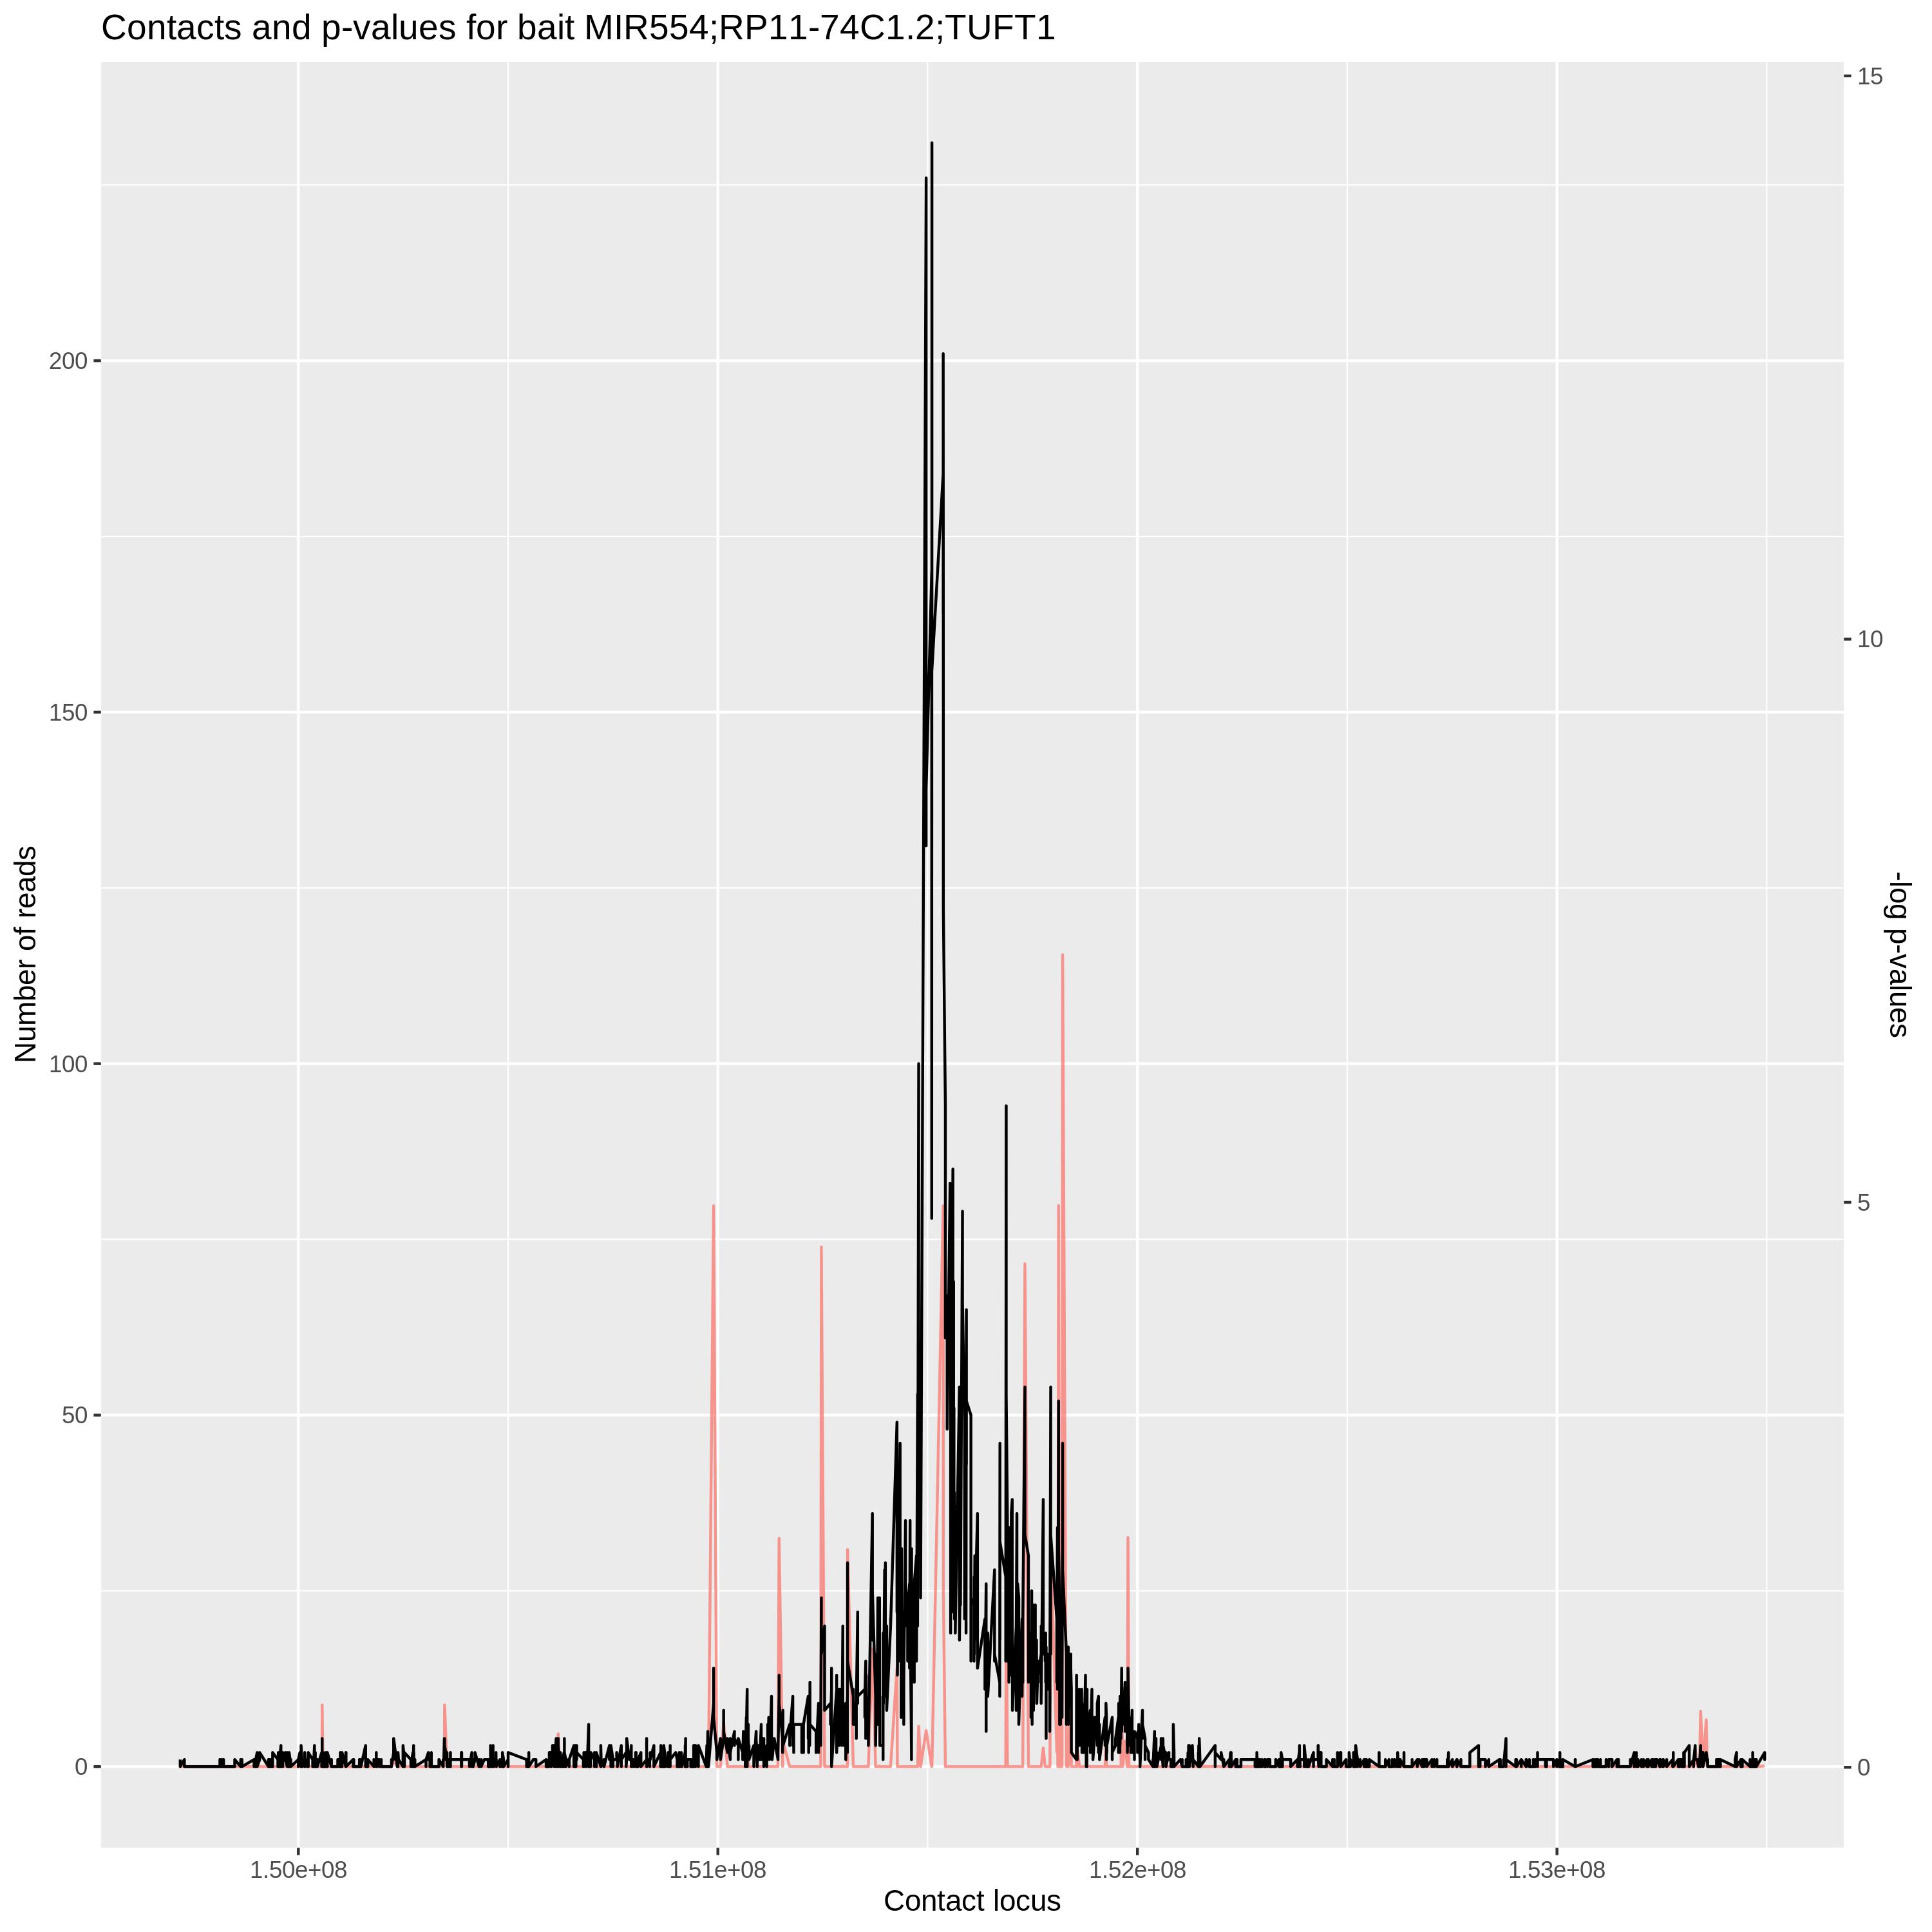 Contacts and p-values for bait MIR554;RP11-74C1.2;TUFT1
15
200
10
150
Number of reads
-log p-values
100
5
50
0
0
1.50e+08
1.51e+08
1.52e+08
1.53e+08
Contact locus